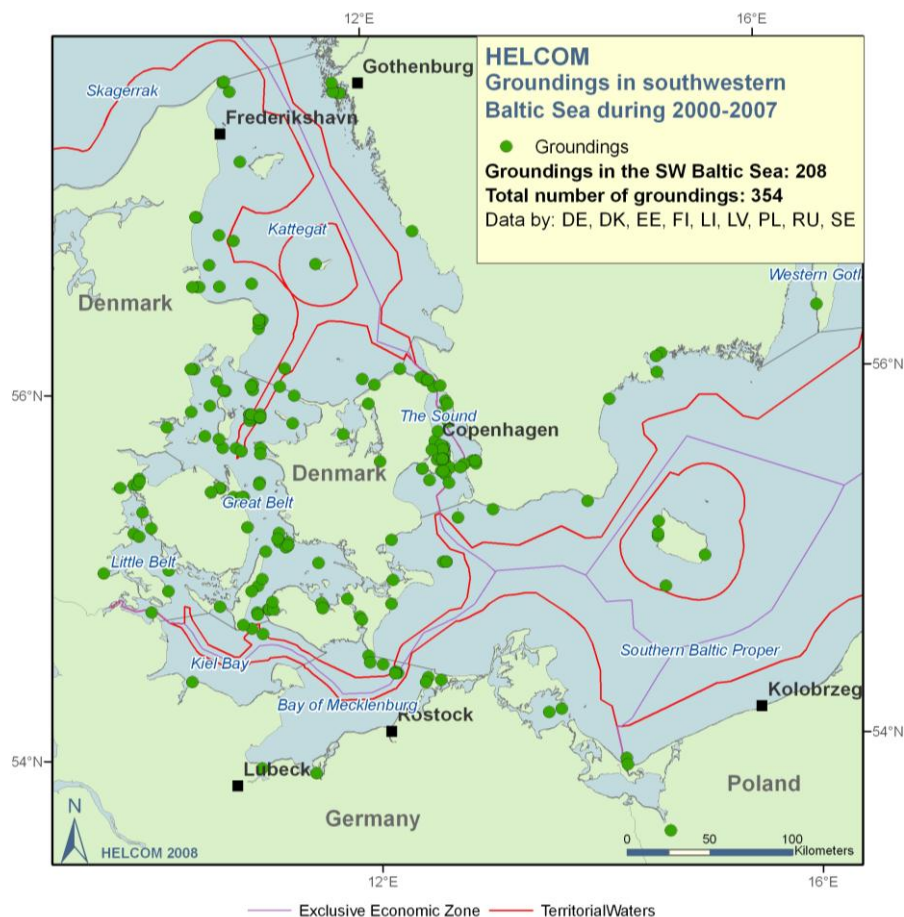 12°E
16°E
HELCOM
Groundings in southwestern
Baltic Sea during 2000-2007
Groundings
Groundings in the SW Baltic Sea: 208
Total number of groundings: 354
Data by: DE, DK, EE, FI, LI, LV, PL, RU, SE
Gothenburg
Skagerrak
Frederikshavn
Kattegat
Western Gotl
Denmark
56°N
56°N
The Sound
Copenhagen
Denmark
Great Belt
Little Belt
Kiel Bay
Southern Baltic Proper
Bay of Mecklenburg
Kolobrzeg
Rostock
54°N
54°N
Lübeck
Poland
Germany
N
HELCOM 2008
0 50 100
Kilometers
12°E
16°E
Exclusive Economic Zone
TerritorialWaters